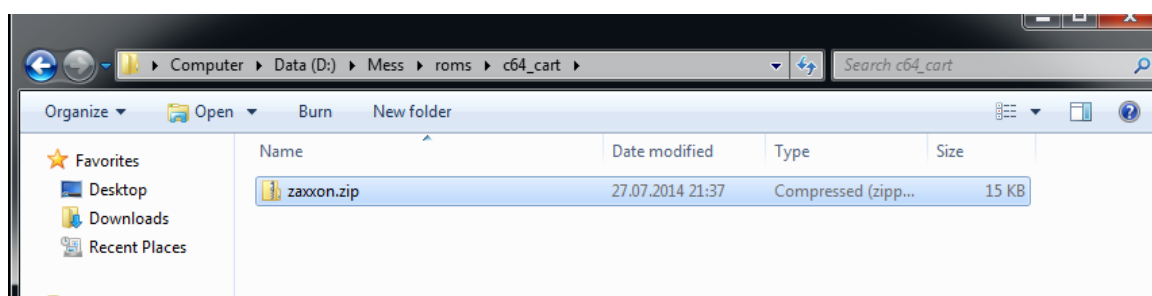 Computer ▸ Data (D:) ▸ Mess ▸ roms ▸ c64_cart ▸
Search c64_cart
Organize Open Burn New folder
Favorites
Desktop
Downloads
Recent Places
Name Date modified Type Size
zaxxon.zip 27.07.2014 21:37 Compressed (zipp... 15 KB